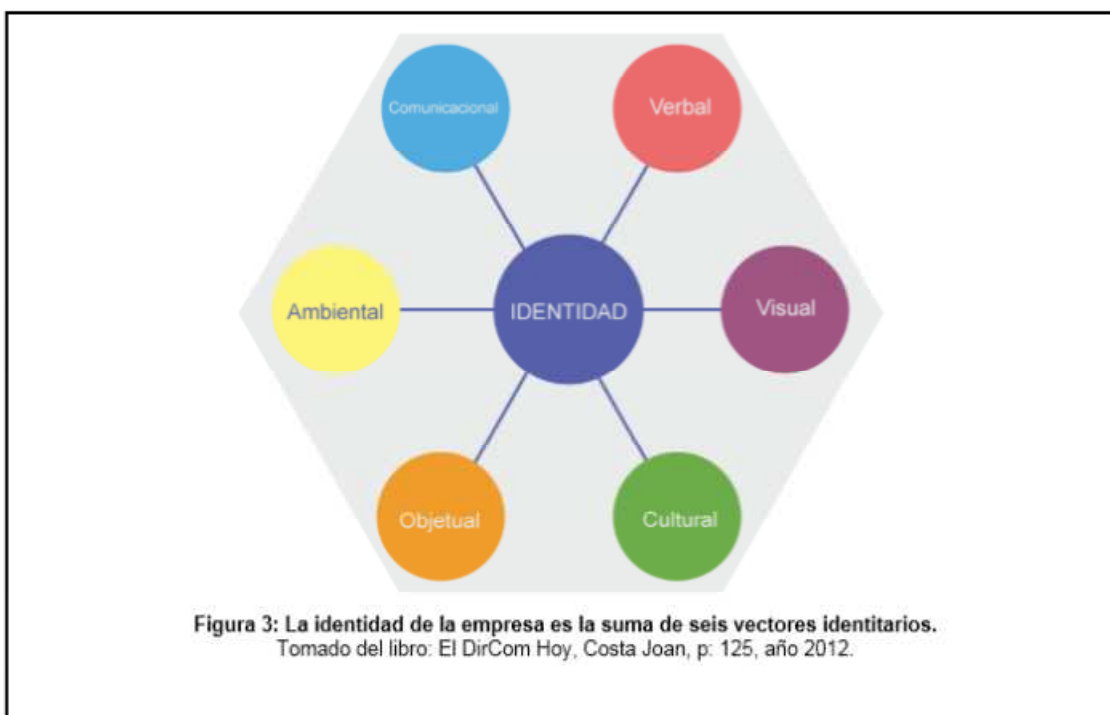 Comunicacional
Verbal
Ambiental
IDENTIDAD
Visual
Objetual
Cultural
Figura 3: La identidad de la empresa es la suma de seis vectores identitarios.
Tomado del libro: El DirCom Hoy, Costa Joan, p: 125, año 2012.